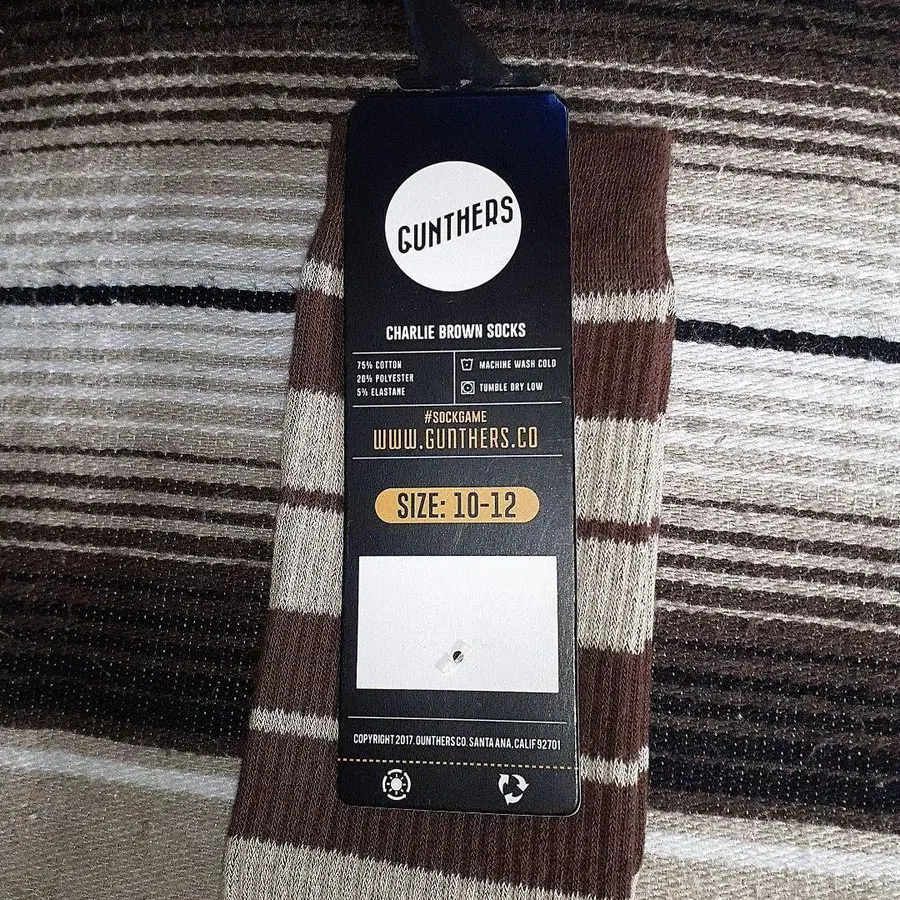 GUNTHERS
CHARLIE BROWN SOCKS
75% COTTON
20% POLYESTER
5% ELASTANE
MACHINE WASH COLD
TUMBLE DRY LOW
#SOCKGAME
WWW.GUNTHERS.CO
SIZE: 10-12
COPYRIGHT 2017. GUNTHERS CO. SANTA ANA, CALIF 92701